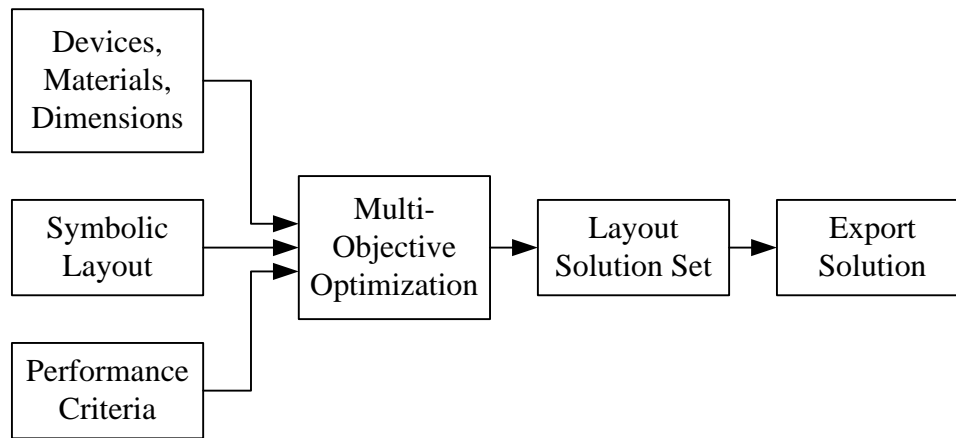 Devices,
Materials,
Dimensions
Symbolic
Layout
Performance
Criteria
Multi-
Objective
Optimization
Layout
Solution Set
Export
Solution